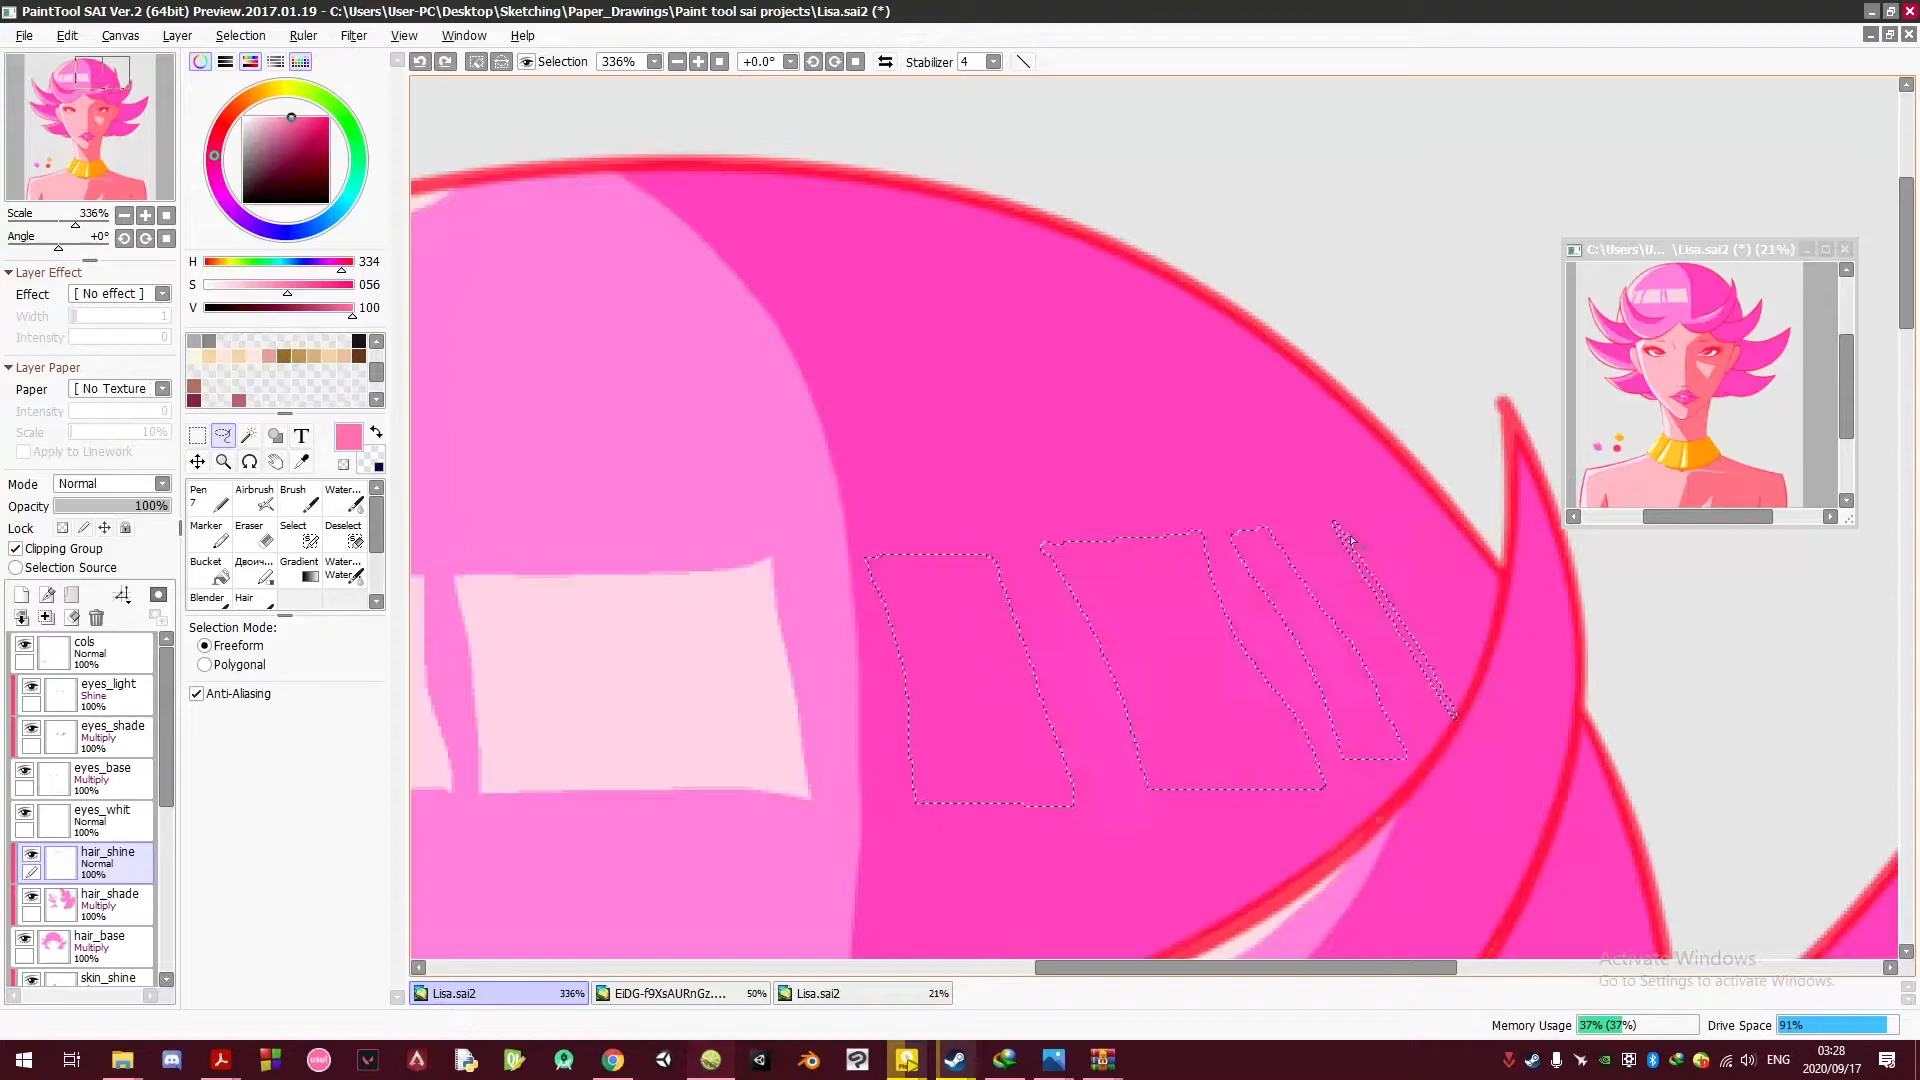 PaintTool SAI Ver.2 (64bit) Preview.2017.01.19 - C:\Users\User-PC\Desktop\Sketching\Paper_Drawings\Paint tool sai projects\Lisa.sai2 (*)
File Edit Canvas Layer Selection Ruler Filter View Window Help
Selection 336% +0.0° Stabilizer 4
Scale 336%
Angle +0°
Layer Effect
Effect [ No effect ]
Width 1
Intensity 0
Layer Paper
Paper [ No Texture
Intensity 0
Scale 10%
Apply to Linework
Mode Normal
Opacity 100%
Lock
Clipping Group
Selection Source
cols
Normal
100%
eyes_light
Shine
100%
eyes_shade
Multiply
100%
eyes_base
Multiply
100%
eyes_whit
Normal
100%
hair_shine
Normal
100%
hair_shade
Multiply
100%
hair_base
Multiply
100%
skin_shine
H 334
S 056
V 100
T
Pen Airbrush Brush Water...
7
Marker Eraser Select Deselect
Bucket Двоич... Gradient Water...
Water...
Blender Hair
Selection Mode:
Freeform
Polygonal
Anti-Aliasing
C:\Users\U... \Lisa.sai2 (*) (21%)
Activate Windows
Go to Settings to activate Windows.
Lisa.sai2 336%
EiDG-f9XsAURnGz.... 50%
Lisa.sai2 21%
Memory Usage 37% (37%) Drive Space 91%
osu!
ENG
03:28
2020/09/17